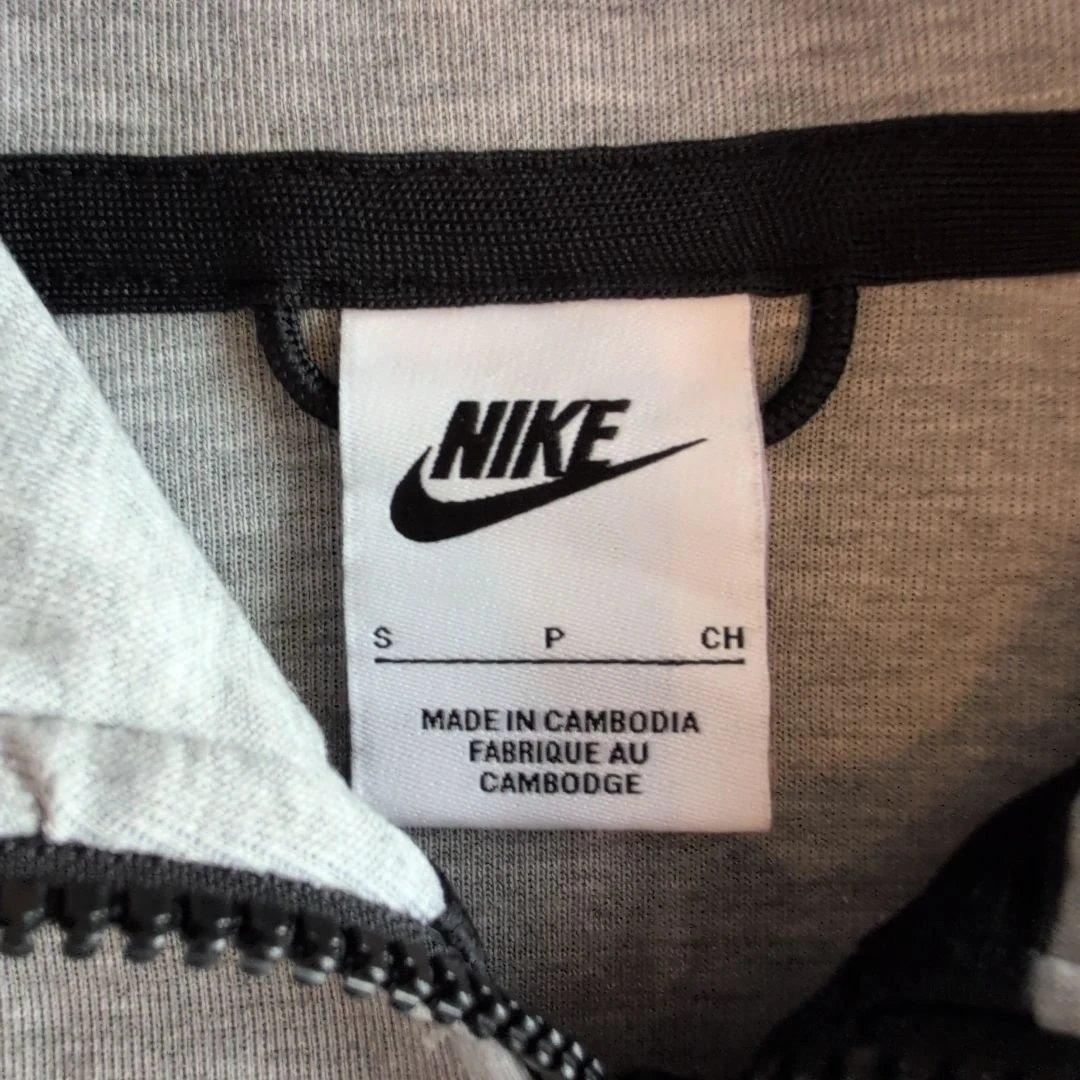 NIKE
S P CH
MADE IN CAMBODIA
FABRIQUE AU
CAMBODGE